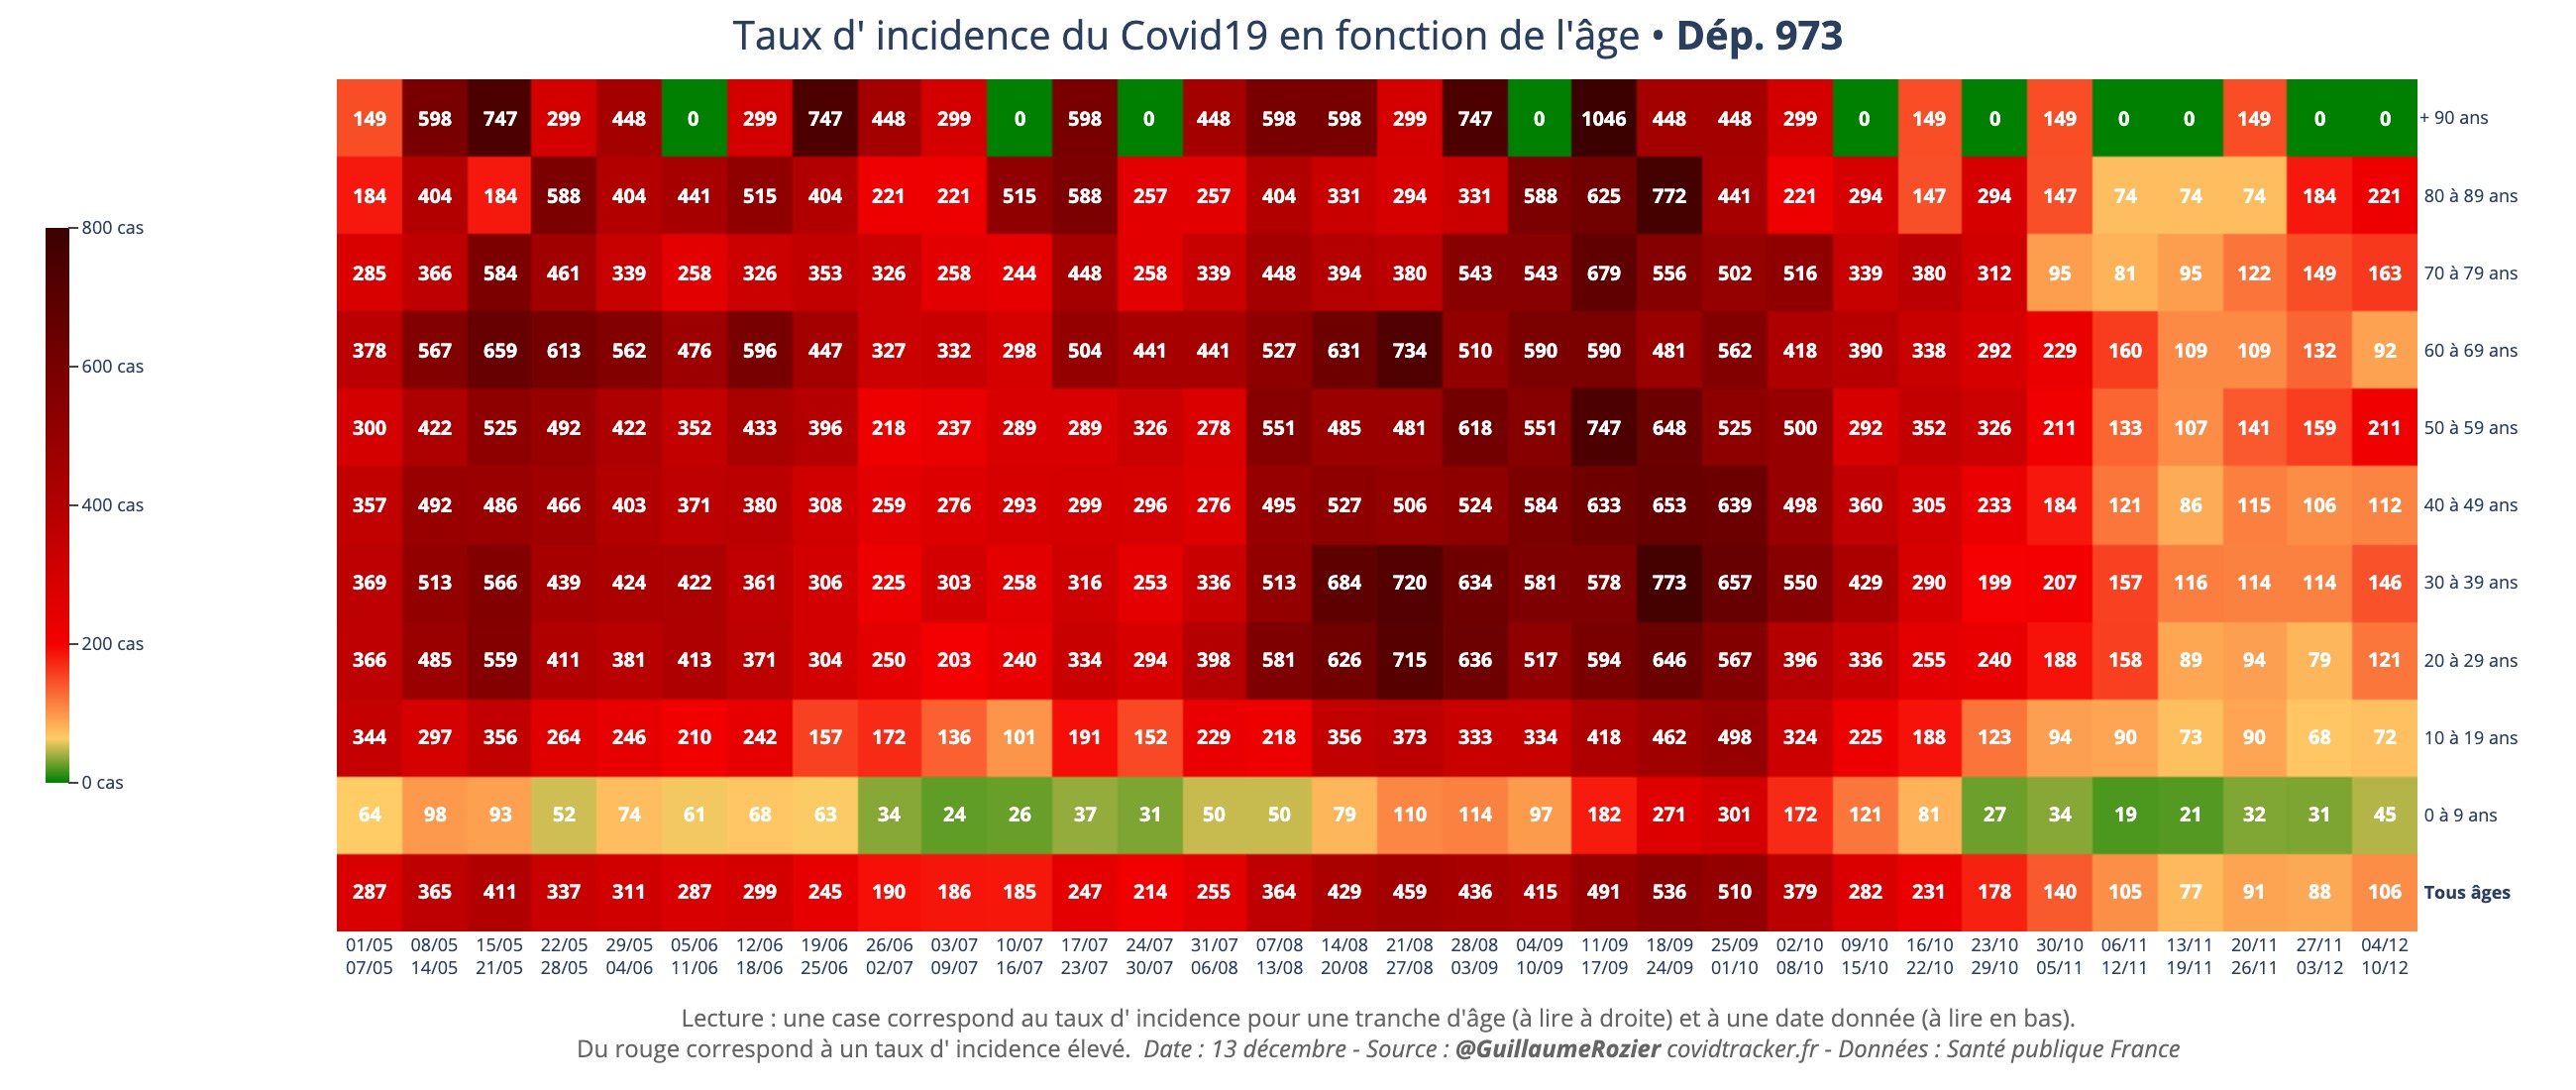 Taux d' incidence du Covid19 en fonction de l'âge • Dép. 973
149 598 747 299 448 0 299 747 448 299 0 598 0 448 598 598 299 747 0 1046 448 448 299 0 149 0 149 0 0 149 0 0 + 90 ans
184 404 184 588 404 441 515 404 221 221 515 588 257 257 404 331 294 331 588 625 772 441 221 294 147 294 147 74 74 74 184 221 80 à 89 ans
285 366 584 461 339 258 326 353 326 258 244 448 258 339 448 394 380 543 543 679 556 502 516 339 380 312 95 81 95 122 149 163 70 à 79 ans
378 567 659 613 562 476 596 447 327 332 298 504 441 441 527 631 734 510 590 590 481 562 418 390 338 292 229 160 109 109 132 92 60 à 69 ans
300 422 525 492 422 352 433 396 218 237 289 289 326 278 551 485 481 618 551 747 648 525 500 292 352 326 211 133 107 141 159 211 50 à 59 ans
357 492 486 466 403 371 380 308 259 276 293 299 296 276 495 527 506 524 584 633 653 639 498 360 305 233 184 121 86 115 106 112 40 à 49 ans
369 513 566 439 424 422 361 306 225 303 258 316 253 336 513 684 720 634 581 578 773 657 550 429 290 199 207 157 116 114 114 146 30 à 39 ans
366 485 559 411 381 413 371 304 250 203 240 334 294 398 581 626 715 636 517 594 646 567 396 336 255 240 188 158 89 94 79 121 20 à 29 ans
344 297 356 264 246 210 242 157 172 136 101 191 152 229 218 356 373 333 334 418 462 498 324 225 188 123 94 90 73 90 68 72 10 à 19 ans
64 98 93 52 74 61 68 63 34 24 26 37 31 50 50 79 110 114 97 182 271 301 172 121 81 27 34 19 21 32 31 45 0 à 9 ans
287 365 411 337 311 287 299 245 190 186 185 247 214 255 364 429 459 436 415 491 536 510 379 282 231 178 140 105 77 91 88 106 Tous âges
01/05 08/05 15/05 22/05 29/05 05/06 12/06 19/06 26/06 03/07 10/07 17/07 24/07 31/07 07/08 14/08 21/08 28/08 04/09 11/09 18/09 25/09 02/10 09/10 16/10 23/10 30/10 06/11 13/11 20/11 27/11 04/12
07/05 14/05 21/05 28/05 04/06 11/06 18/06 25/06 02/07 09/07 16/07 23/07 30/07 06/08 13/08 20/08 27/08 03/09 10/09 17/09 24/09 01/10 08/10 15/10 22/10 29/10 05/11 12/11 19/11 26/11 03/12 10/12
800 cas
600 cas
400 cas
200 cas
0 cas
Lecture : une case correspond au taux d' incidence pour une tranche d'âge (à lire à droite) et à une date donnée (à lire en bas).
Du rouge correspond à un taux d' incidence élevé. Date : 13 décembre - Source : @GuillaumeRozier covidtracker.fr - Données : Santé publique France